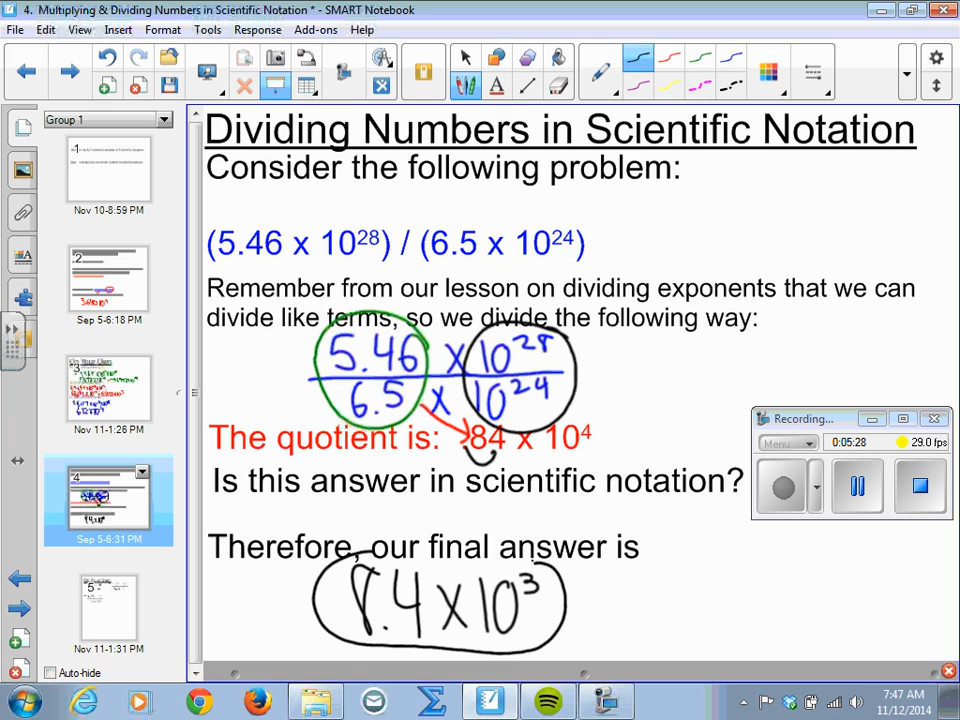 4. Multiplying & Dividing Numbers in Scientific Notation * - SMART Notebook
File Edit View Insert Format Tools Response Add-ons Help
Group 1
1
Nov 10-8:59 PM
2
Sep 5-6:18 PM
3
Nov 11-1:26 PM
4
Sep 5-6:31 PM
5
Nov 11-1:31 PM
Auto-hide
Dividing Numbers in Scientific Notation
Consider the following problem:
(5.46 x 10²⁸) / (6.5 x 10²⁴)
Remember from our lesson on dividing exponents that we can
divide like terms, so we divide the following way:
5.46 x 10²⁸
6.5 x 10²⁴
The quotient is: .84 x 10⁴
Is this answer in scientific notation?
Therefore, our final answer is
8.4 x 10³
Recording...
Menu 0:05:28 29.0 fps
7:47 AM
11/12/2014